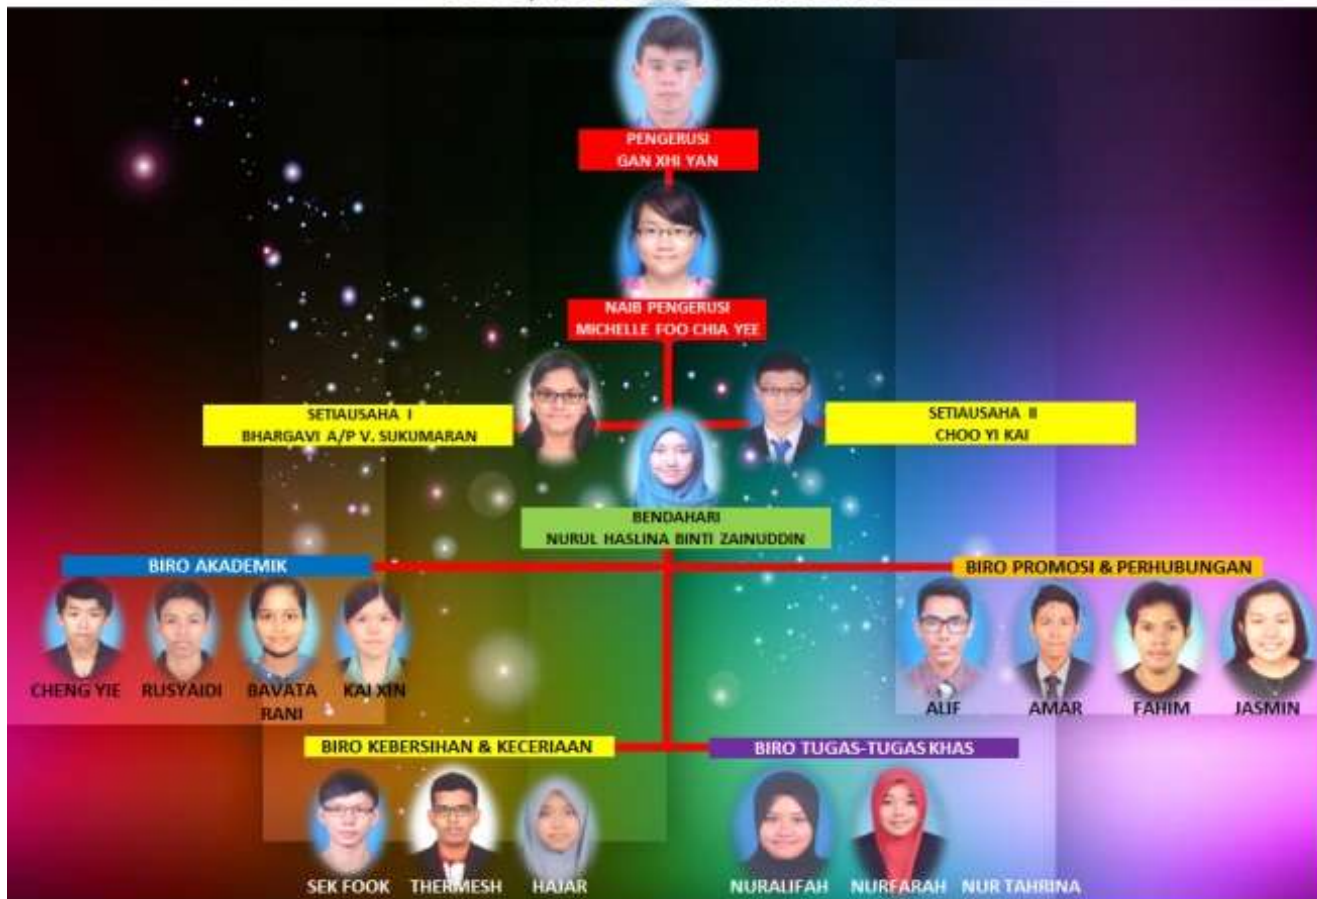 PENGERUSI
GAN XHI YAN
NAIB PENGERUSI
MICHELLE FOO CHIA YEE
SETIAUSAHA I
BHARGAVI A/P V. SUKUMARAN
SETIAUSAHA II
CHOO YI KAI
BENDAHARI
NURUL HASLINA BINTI ZAINUDDIN
BIRO AKADEMIK
CHENG YIE RUSYAIDI BAVATA KAI XIN
RANI
BIRO PROMOSI & PERHUBUNGAN
ALIF AMAR FAHIM JASMIN
BIRO KEBERSIHAN & KECERIAAN
SEK FOOK THERMESH HAJAR
BIRO TUGAS-TUGAS KHAS
NURALIFAH NURFARAH NUR TAHRINA